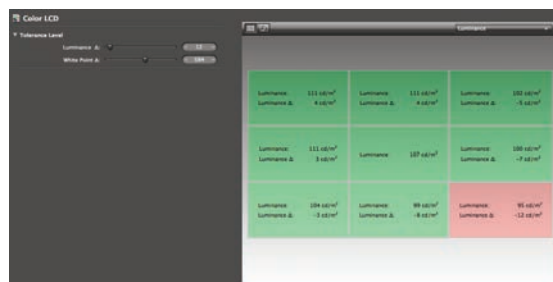 Color LCD
Tolerance Level
Luminance Δ:
White Point Δ:
Luminance
Luminance: 111 cd/m² Luminance: 111 cd/m² Luminance: 102 cd/m²
Luminance Δ: 4 cd/m² Luminance Δ: 4 cd/m² Luminance Δ: -5 cd/m²
Luminance: 111 cd/m² Luminance: 107 cd/m² Luminance: 100 cd/m²
Luminance Δ: 3 cd/m² Luminance Δ: -7 cd/m²
Luminance: 104 cd/m² Luminance: 99 cd/m² Luminance: 95 cd/m²
Luminance Δ: -3 cd/m² Luminance Δ: -8 cd/m² Luminance Δ: -12 cd/m²